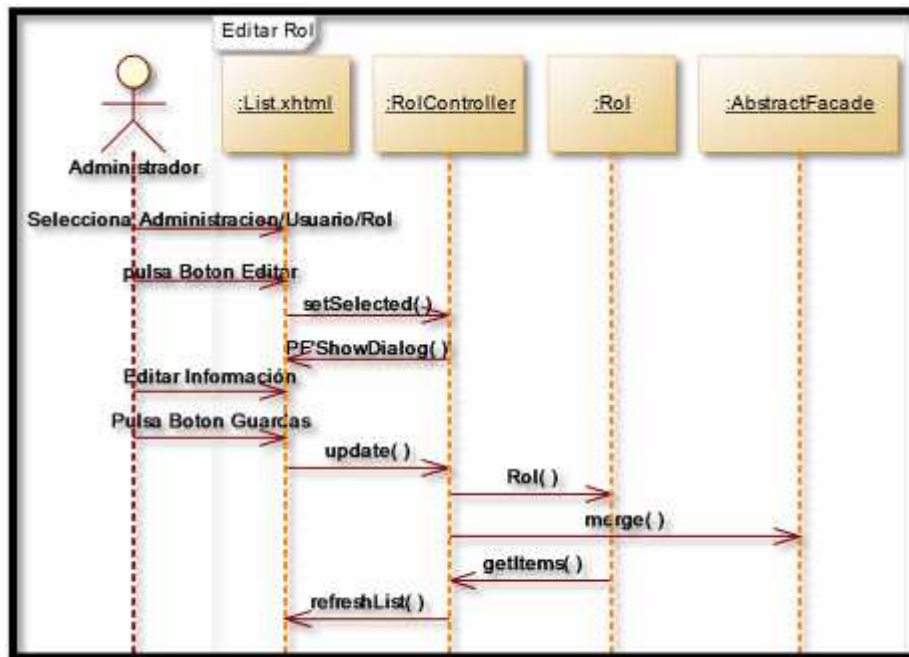 Editar Rol
:List.xhtml
:RolController
:Rol
:AbstractFacade
Administrador
Selecciona Administracion/Usuario/Rol
pulsa Boton Editar
setSelected( )
PF'ShowDialog( )
Editar Información
Pulsa Boton Guardas
update( )
Rol( )
merge( )
getItems( )
refreshList( )